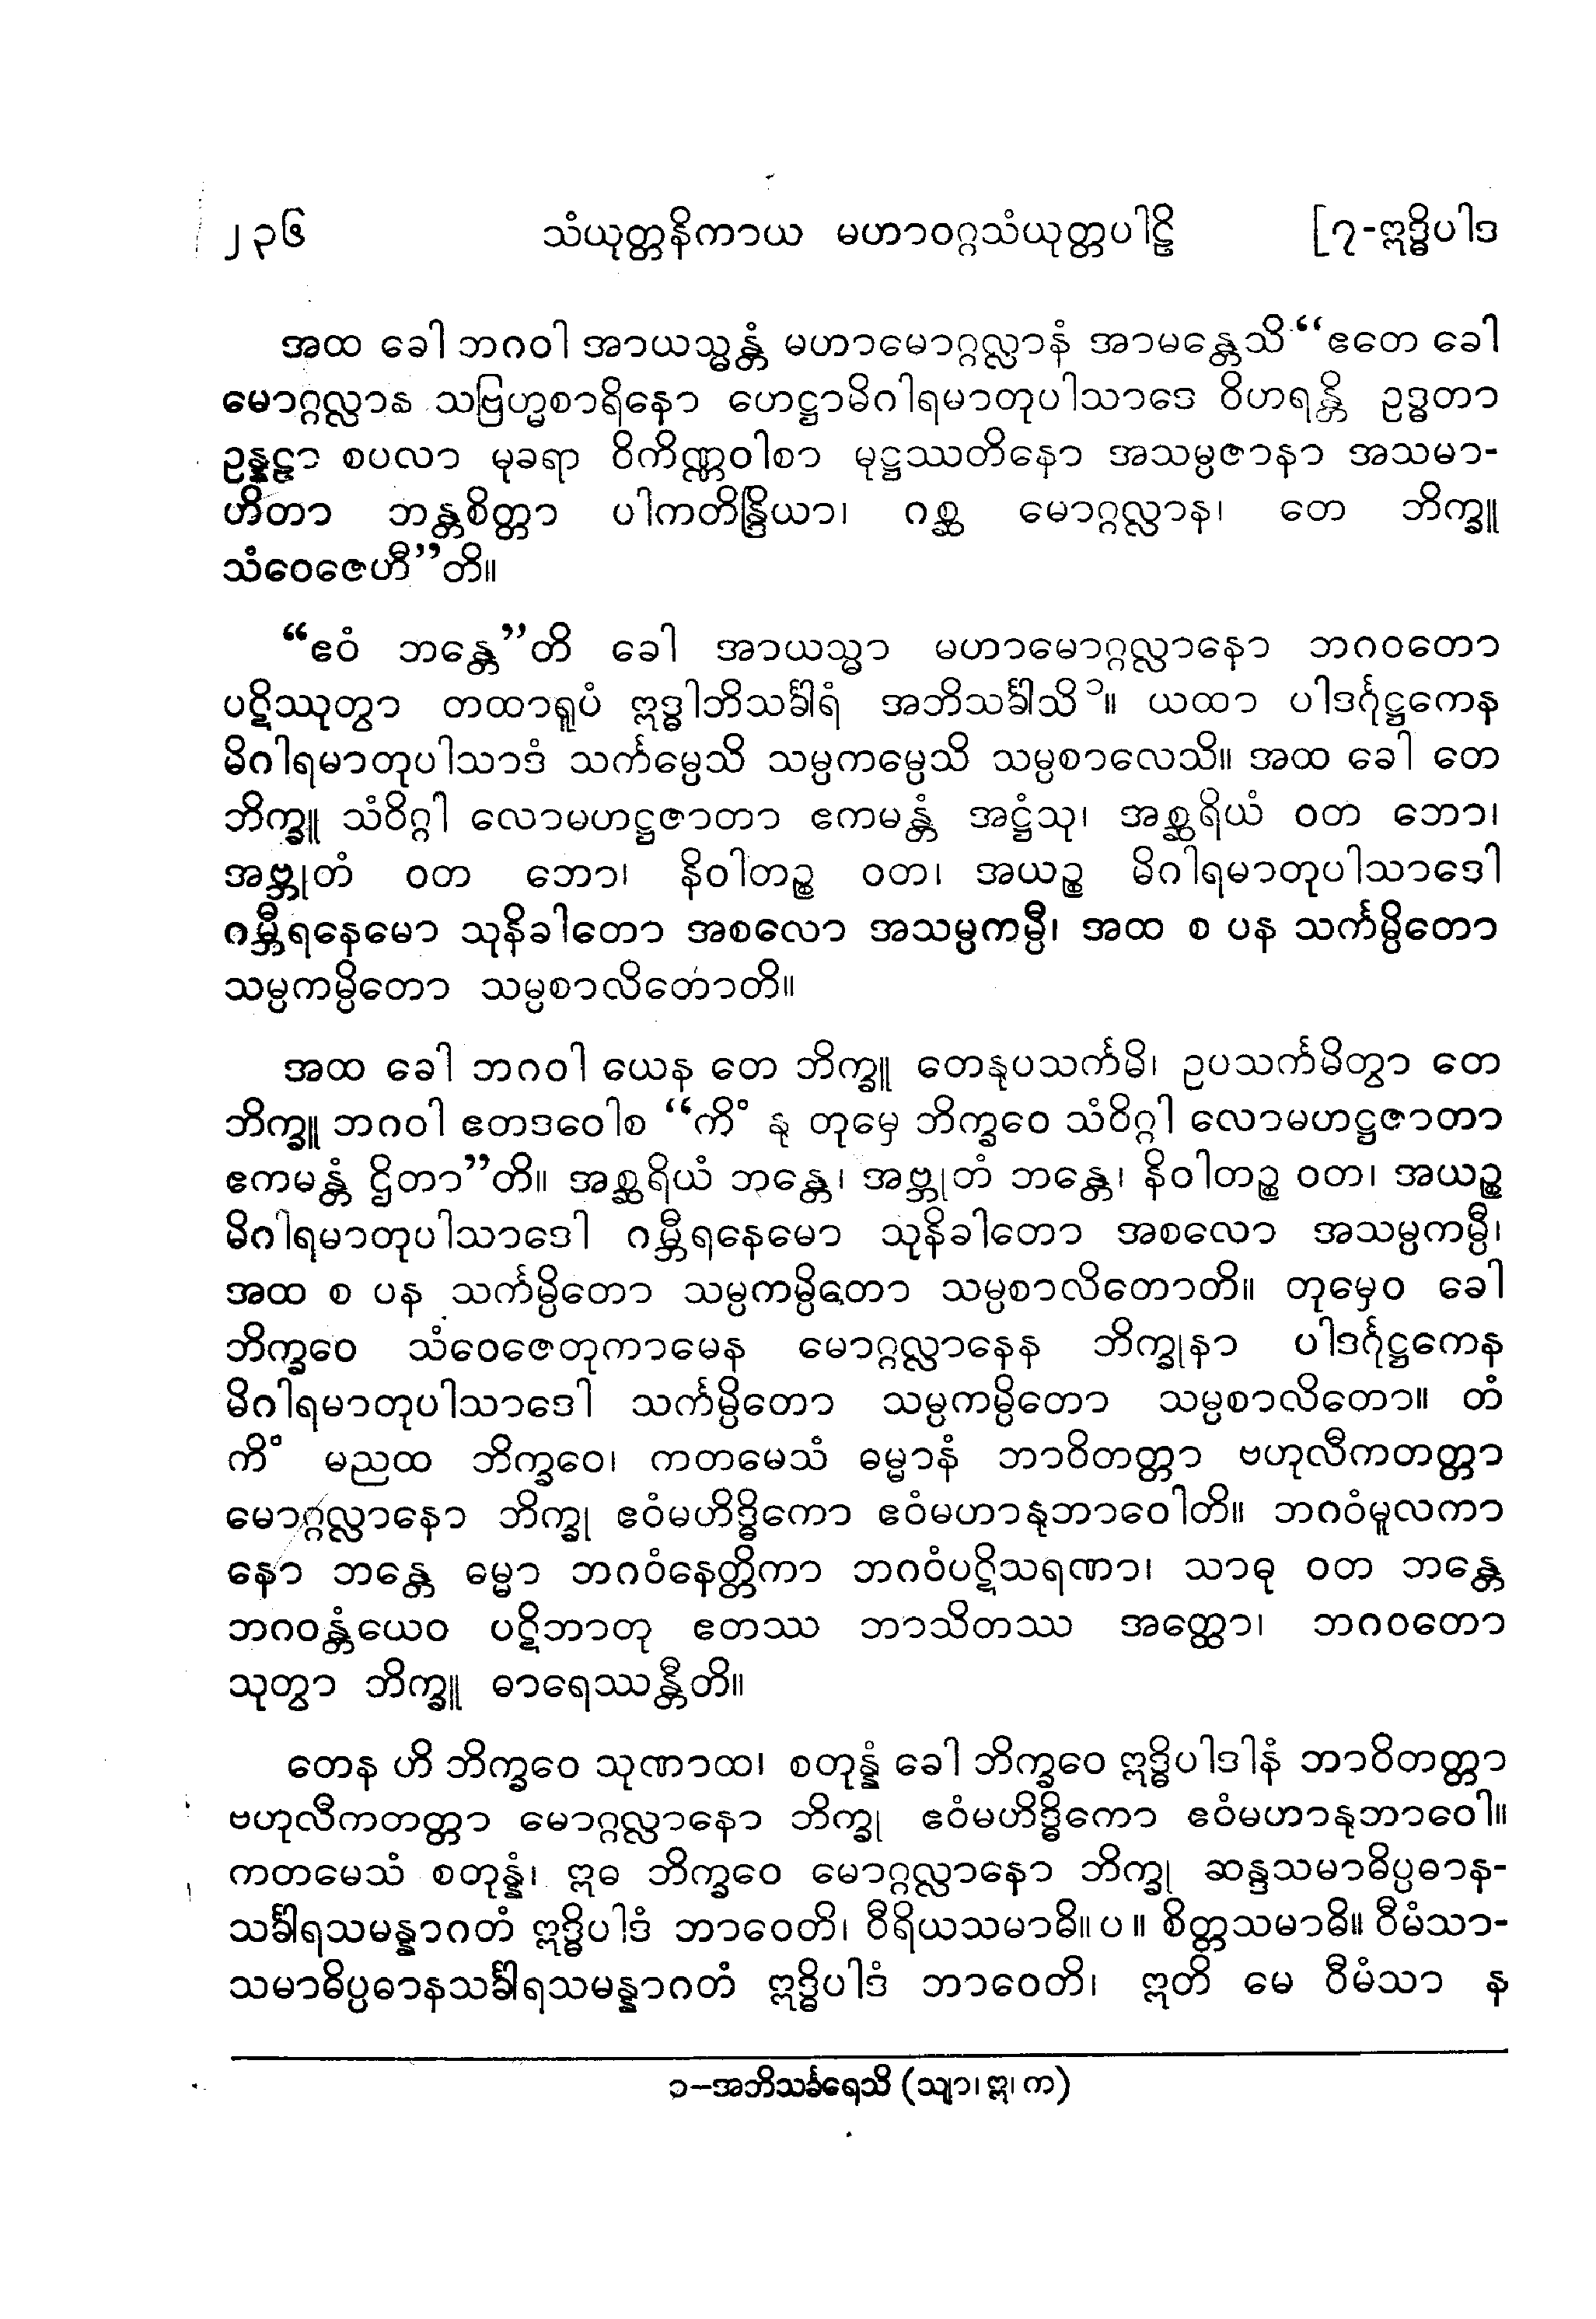 ၂၃၆ သံယုတ္တနိကာယ မဟာဝဂ္ဂသံယုတ္တပါဠိ [၇-ဣဒ္ဓိပါဒ
အထ ခေါ ဘဂဝါ အာယသ္မန္တံ မဟာမောဂ္ဂလ္လာနံ အာမန္တေသိ “ဧတေ ခေါ
မောဂ္ဂလ္လာန သဗြဟ္မစာရိနော ဟေဋ္ဌာမိဂါရမာတုပါသာဒေ ဝိဟရန္တိ ဥဒ္ဓတာ
ဥန္နဠာ စပလာ မုခရာ ဝိကိဏ္ဏဝါစာ မုဋ္ဌဿတိနော အသမ္ပဇာနာ အသမာ-
ဟိတာ ဘန္တစိတ္တာ ပါကတိန္ဒြိယာ၊ ဂစ္ဆ မောဂ္ဂလ္လာန၊ တေ ဘိက္ခူ
သံဝေဇေဟီ”တိ။
“ဧဝံ ဘန္တေ”တိ ခေါ အာယသ္မာ မဟာမောဂ္ဂလ္လာနော ဘဂဝတော
ပဋိဿုတွာ တထာရူပံ ဣဒ္ဓါဘိသင်္ခါရံ အဘိသင်္ခါသိ ၁။ ယထာ ပါဒင်္ဂုဋ္ဌကေန
မိဂါရမာတုပါသာဒံ သင်္ကမ္ပေသိ သမ္ပကမ္ပေသိ သမ္ပစာလေသိ။ အထ ခေါ တေ
ဘိက္ခူ သံဝိဂ္ဂါ လောမဟဋ္ဌဇာတာ ဧကမန္တံ အဋ္ဌံသု၊ အစ္ဆရိယံ ဝတ ဘော၊
အဗ္ဘုတံ ဝတ ဘော၊ နိဝါတဉ္စ ဝတ၊ အယဉ္စ မိဂါရမာတုပါသာဒေါ
ဂမ္ဘီရနေမော သုနိခါတော အစလော အသမ္ပကမ္ပီ၊ အထ စ ပန သင်္ကမ္ပိတော
သမ္ပကမ္ပိတော သမ္ပစာလိတောတိ။
အထ ခေါ ဘဂဝါ ယေန တေ ဘိက္ခူ တေနုပသင်္ကမိ၊ ဥပသင်္ကမိတွာ တေ
ဘိက္ခူ ဘဂဝါ ဧတဒဝေါစ “ကိံ နု တုမှေ ဘိက္ခဝေ သံဝိဂ္ဂါ လောမဟဋ္ဌဇာတာ
ဧကမန္တံ ဌိတာ”တိ။ အစ္ဆရိယံ ဘန္တေ၊ အဗ္ဘုတံ ဘန္တေ၊ နိဝါတဉ္စ ဝတ၊ အယဉ္စ
မိဂါရမာတုပါသာဒေါ ဂမ္ဘီရနေမော သုနိခါတော အစလော အသမ္ပကမ္ပီ၊
အထ စ ပန သင်္ကမ္ပိတော သမ္ပကမ္ပိတော သမ္ပစာလိတောတိ။ တုမှေဝ ခေါ
ဘိက္ခဝေ သံဝေဇေတုကာမေန မောဂ္ဂလ္လာနေန ဘိက္ခုနာ ပါဒင်္ဂုဋ္ဌကေန
မိဂါရမာတုပါသာဒေါ သင်္ကမ္ပိတော သမ္ပကမ္ပိတော သမ္ပစာလိတော။ တံ
ကိံ မညထ ဘိက္ခဝေ၊ ကတမေသံ ဓမ္မာနံ ဘာဝိတတ္တာ ဗဟုလီကတတ္တာ
မောဂ္ဂလ္လာနော ဘိက္ခု ဧဝံမဟိဒ္ဓိကော ဧဝံမဟာနုဘာဝေါတိ။ ဘဂဝံမူလကာ
နော ဘန္တေ ဓမ္မာ ဘဂဝံနေတ္တိကာ ဘဂဝံပဋိသရဏာ၊ သာဓု ဝတ ဘန္တေ
ဘဂဝန္တံယေဝ ပဋိဘာတု ဧတဿ ဘာသိတဿ အတ္ထော၊ ဘဂဝတော
သုတွာ ဘိက္ခူ ဓာရေဿန္တီတိ။
တေန ဟိ ဘိက္ခဝေ သုဏာထ၊ စတုန္နံ ခေါ ဘိက္ခဝေ ဣဒ္ဓိပါဒါနံ ဘာဝိတတ္တာ
ဗဟုလီကတတ္တာ မောဂ္ဂလ္လာနော ဘိက္ခု ဧဝံမဟိဒ္ဓိကော ဧဝံမဟာနုဘာဝေါ။
ကတမေသံ စတုန္နံ၊ ဣဓ ဘိက္ခဝေ မောဂ္ဂလ္လာနော ဘိက္ခု ဆန္ဒသမာဓိပ္ပဓာန-
သင်္ခါရသမန္နာဂတံ ဣဒ္ဓိပါဒံ ဘာဝေတိ၊ ဝီရိယသမာဓိ။ ပ ။ စိတ္တသမာဓိ။ ဝီမံသာ-
သမာဓိပ္ပဓာနသင်္ခါရသမန္နာဂတံ ဣဒ္ဓိပါဒံ ဘာဝေတိ၊ ဣတိ မေ ဝီမံသာ န
၁–အဘိသင်္ခရေသိ (သျာ၊ ဣ၊ က)